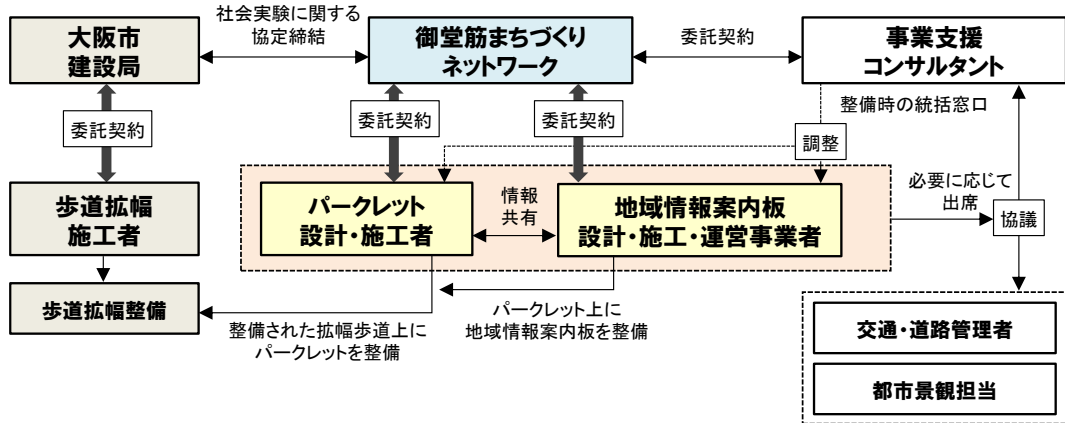 社会実験に関する
協定締結
大阪市
建設局
御堂筋まちづくり
ネットワーク
委託契約
事業支援
コンサルタント
整備時の統括窓口
委託契約
委託契約
委託契約
調整
歩道拡幅
施工者
パークレット
設計・施工者
情報
共有
地域情報案内板
設計・施工・運営事業者
必要に応じて
出席
協議
歩道拡幅整備
整備された拡幅歩道上に
パークレットを整備
パークレット上に
地域情報案内板を整備
交通・道路管理者
都市景観担当